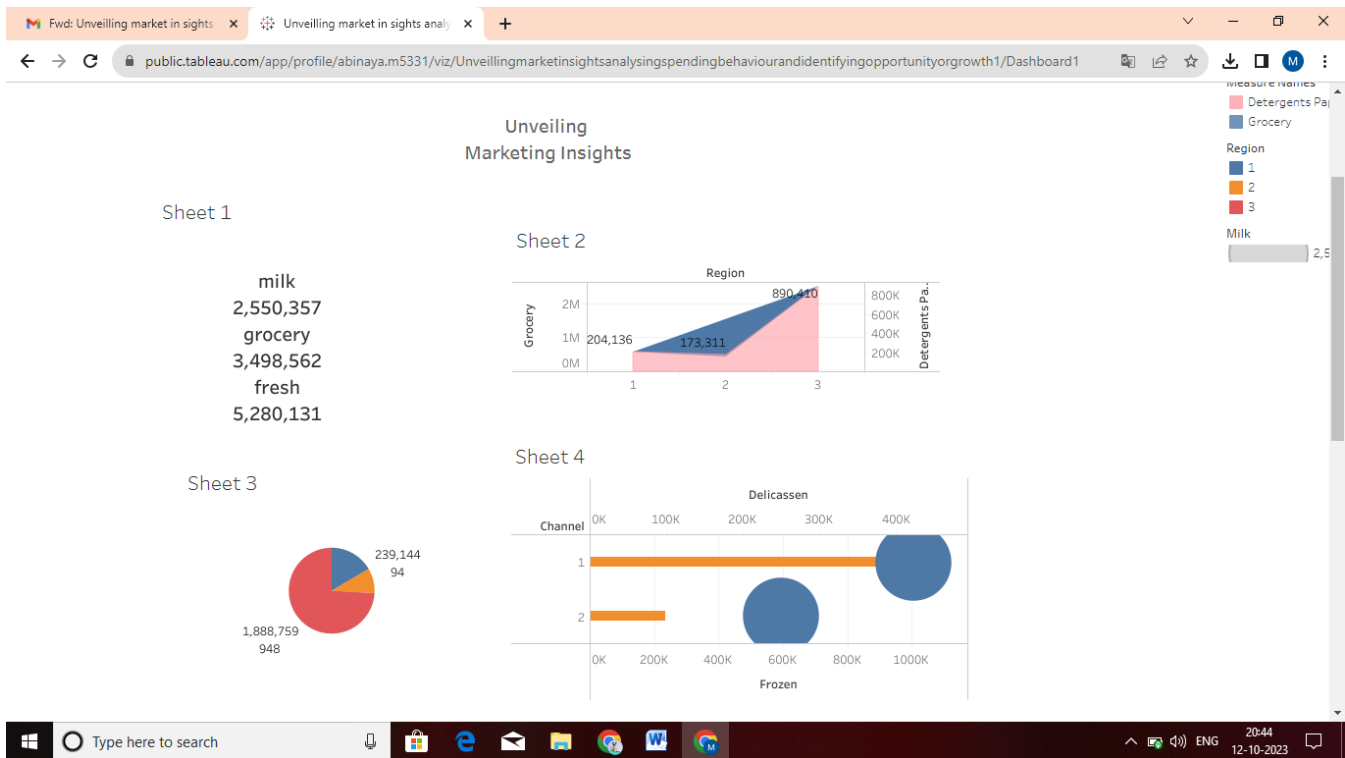 Fwd: Unveilling market in sights
Unveilling market in sights analy
public.tableau.com/app/profile/abinaya.m5331/viz/Unveillingmarketinsightsanalysingspendingbehaviourandidentifyingopportunityorgrowth1/Dashboard1
M
Measure Names
Detergents Pap
Grocery
Region
1
2
3
Milk
2,5
Unveiling
Marketing Insights
Sheet 1
milk
2,550,357
grocery
3,498,562
fresh
5,280,131
Sheet 2
Region
Grocery
2M
1M
0M
204,136
173,311
890,410
800K
600K
400K
200K
Detergents Pa..
1
2
3
Sheet 3
239,144
94
1,888,759
948
Sheet 4
Delicassen
Channel
0K
100K
200K
300K
400K
1
2
0K
200K
400K
600K
800K
1000K
Frozen
Type here to search
ENG
20:44
12-10-2023